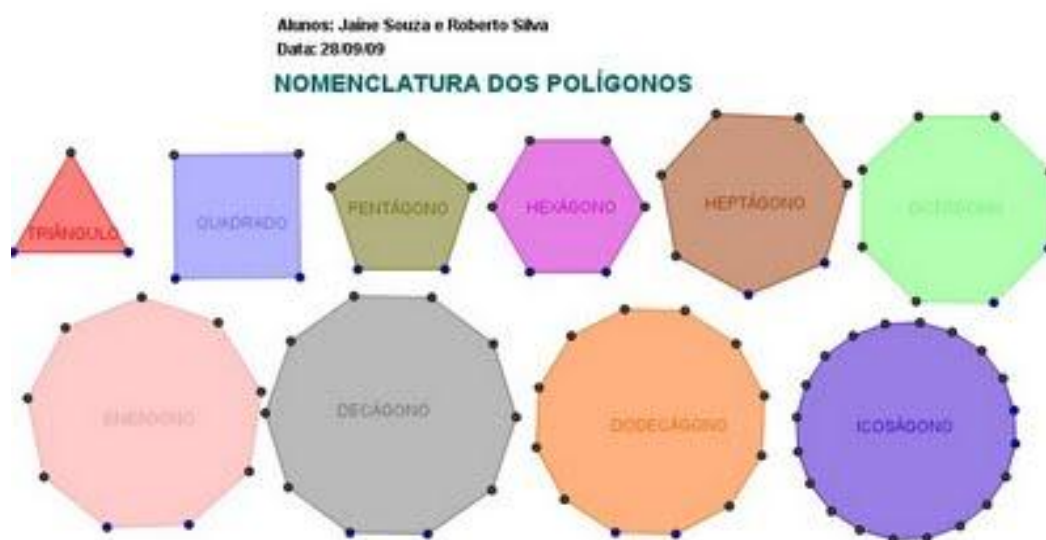 Alunos: Jaíne Souza e Roberto Silva
Data: 28/09/09
NOMENCLATURA DOS POLÍGONOS
TRIÂNGULO QUADRADO PENTÁGONO HEXÁGONO HEPTÁGONO
DECÁGONO DODECÁGONO ICOSÁGONO